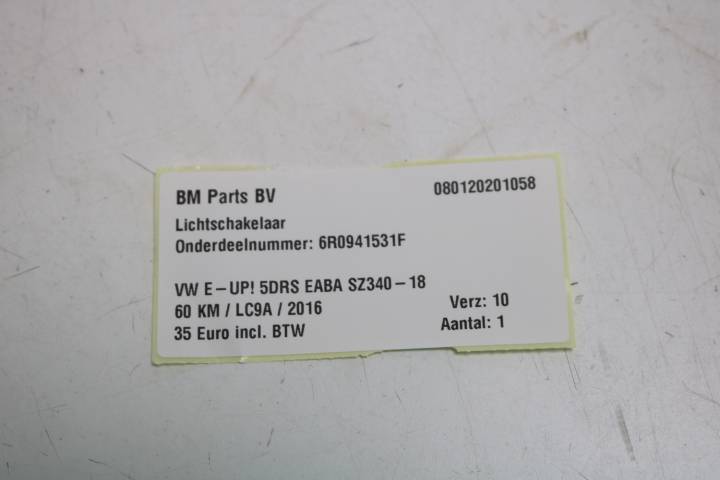 BM Parts BV 080120201058
Lichtschakelaar
Onderdeelnummer: 6R0941531F
VW E-UP! 5DRS EABA SZ340-18
60 KM / LC9A / 2016 Verz: 10
35 Euro incl. BTW Aantal: 1